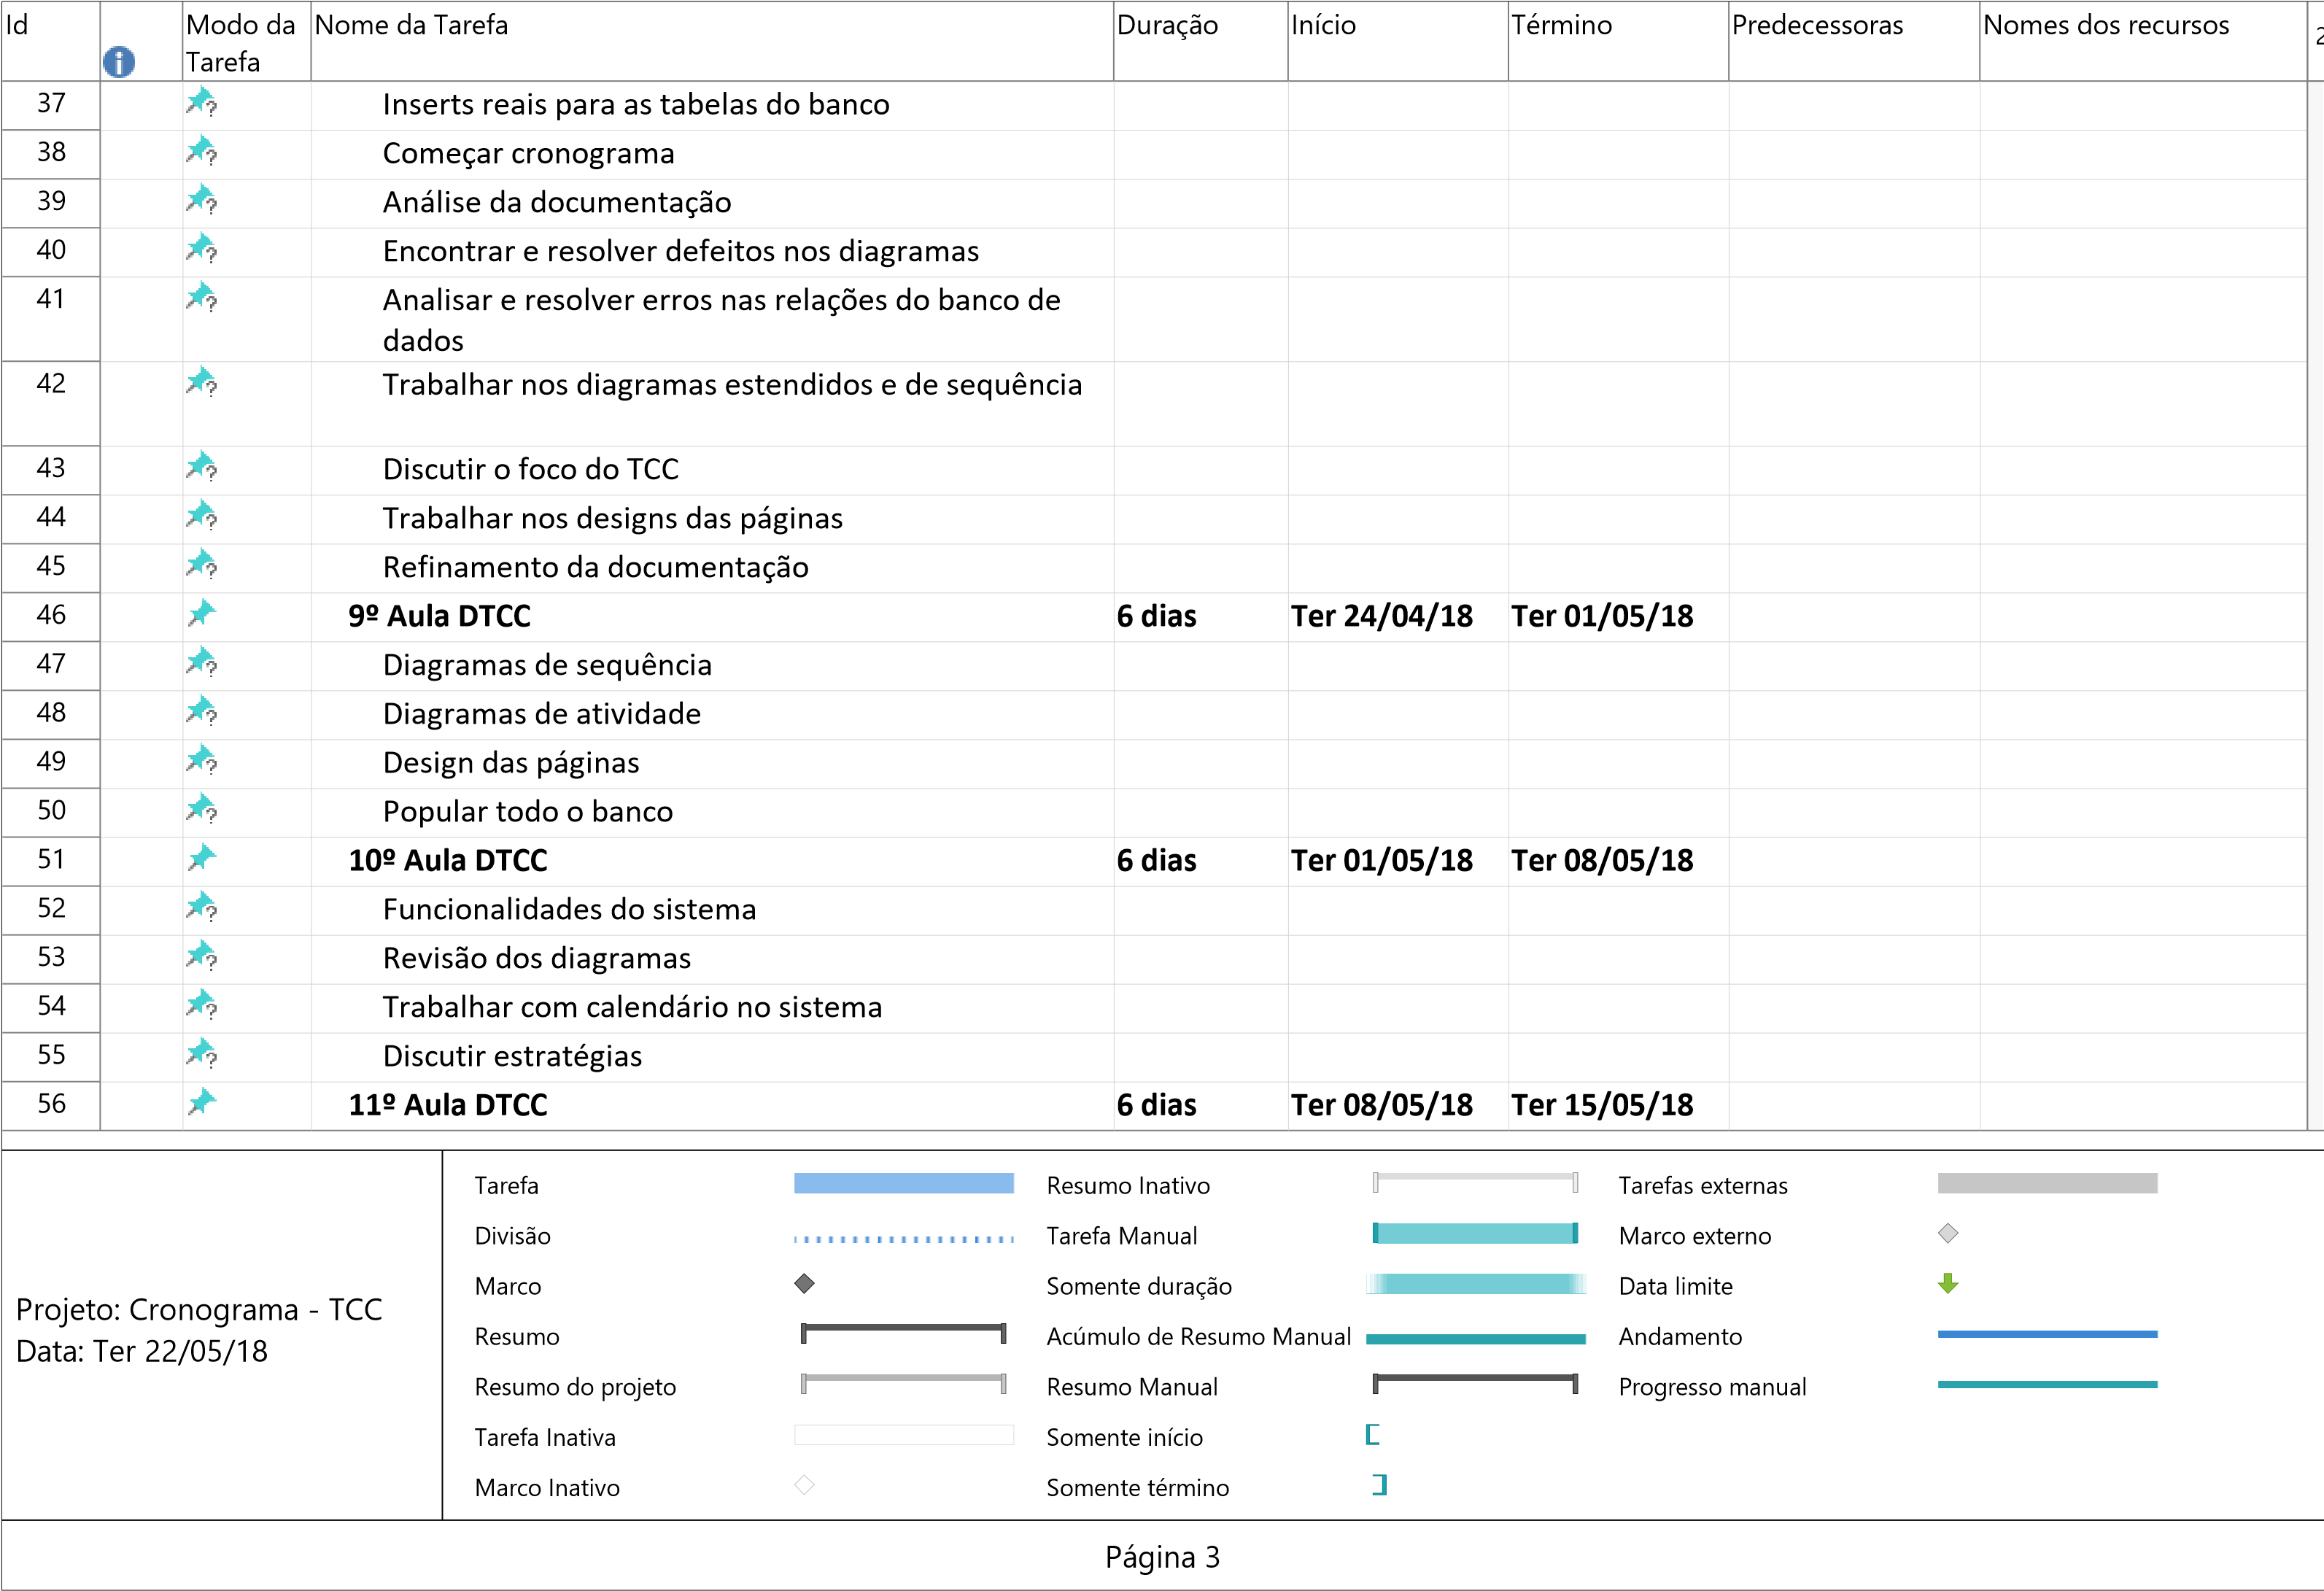 Id Modo da Tarefa Nome da Tarefa Duração Início Término Predecessoras Nomes dos recursos
37 Inserts reais para as tabelas do banco
38 Começar cronograma
39 Análise da documentação
40 Encontrar e resolver defeitos nos diagramas
41 Analisar e resolver erros nas relações do banco de
dados
42 Trabalhar nos diagramas estendidos e de sequência
43 Discutir o foco do TCC
44 Trabalhar nos designs das páginas
45 Refinamento da documentação
46 9º Aula DTCC 6 dias Ter 24/04/18 Ter 01/05/18
47 Diagramas de sequência
48 Diagramas de atividade
49 Design das páginas
50 Popular todo o banco
51 10º Aula DTCC 6 dias Ter 01/05/18 Ter 08/05/18
52 Funcionalidades do sistema
53 Revisão dos diagramas
54 Trabalhar com calendário no sistema
55 Discutir estratégias
56 11º Aula DTCC 6 dias Ter 08/05/18 Ter 15/05/18
Projeto: Cronograma - TCC
Data: Ter 22/05/18
Tarefa
Divisão
Marco
Resumo
Resumo do projeto
Tarefa Inativa
Marco Inativo
Resumo Inativo
Tarefa Manual
Somente duração
Acúmulo de Resumo Manual
Resumo Manual
Somente início
Somente término
Tarefas externas
Marco externo
Data limite
Andamento
Progresso manual
Página 3